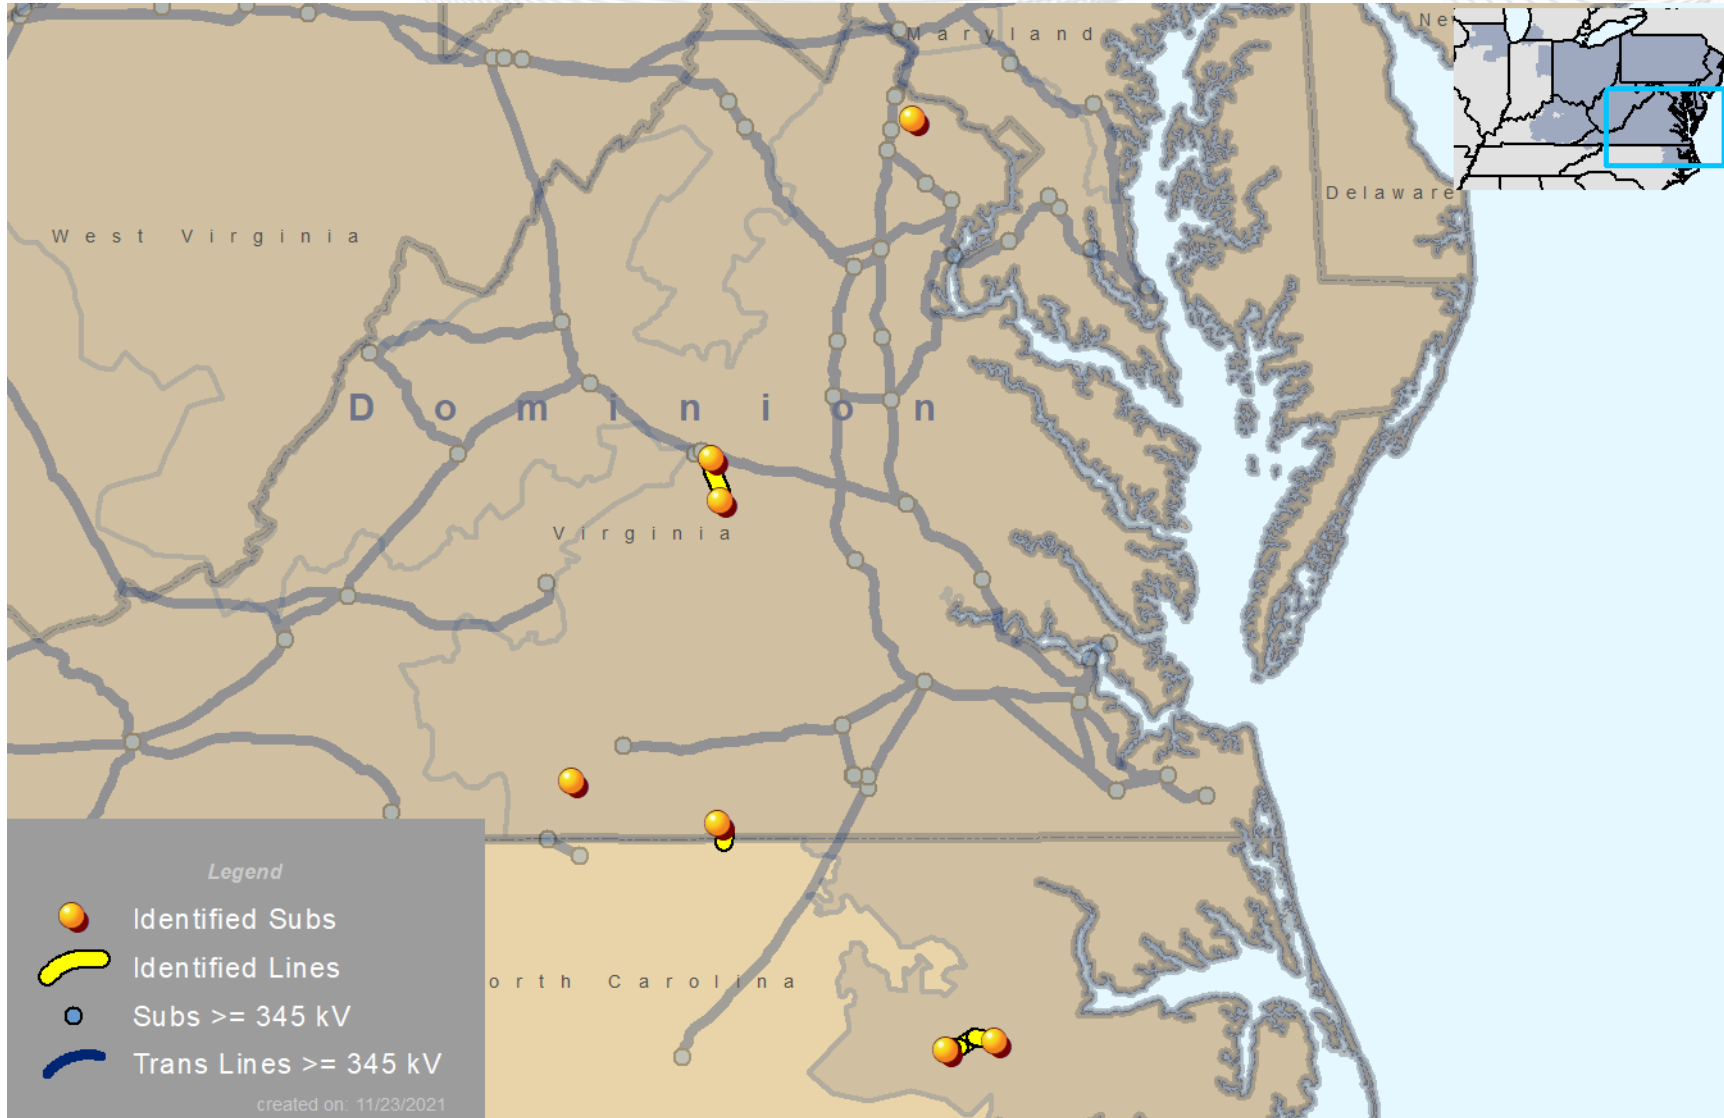 Maryland
Ne
Delaware
West Virginia
Dominion
Virginia
orth Carolina
Legend
Identified Subs
Identified Lines
Subs >= 345 kV
Trans Lines >= 345 kV
created on: 11/23/2021